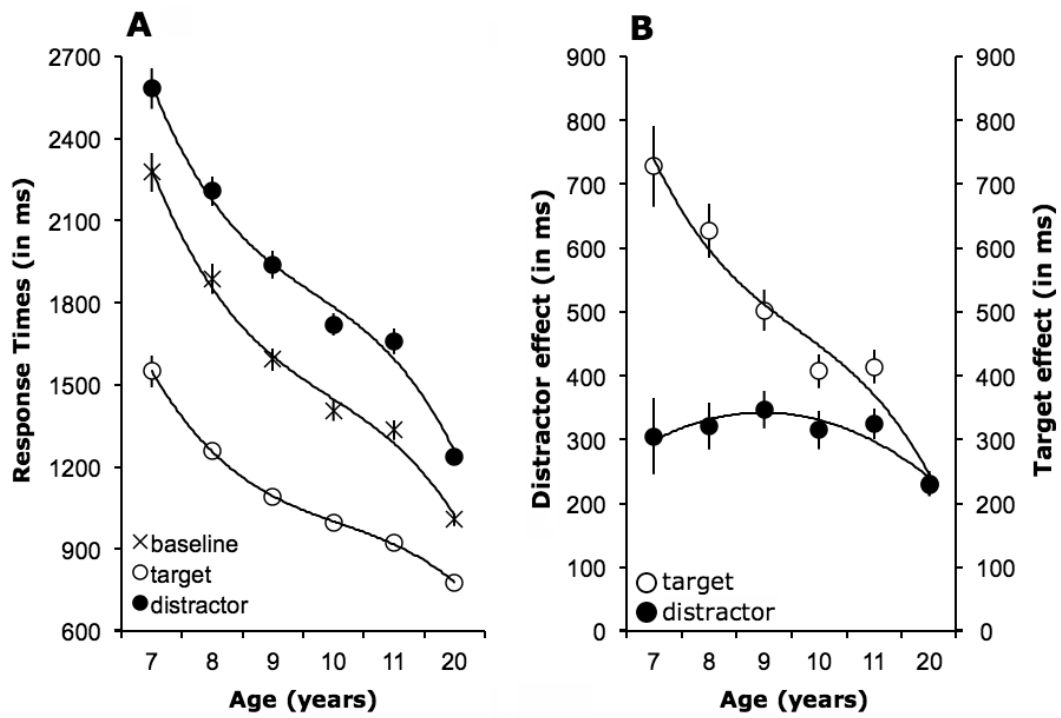 A
2700
2400
2100
1800
1500
1200
900
600
Response Times (in ms)
baseline
target
distractor
7 8 9 10 11 20
Age (years)
B
900
800
700
600
500
400
300
200
100
0
Distractor effect (in ms)
target
distractor
7 8 9 10 11 20
Age (years)
900
800
700
600
500
400
300
200
100
0
Target effect (in ms)